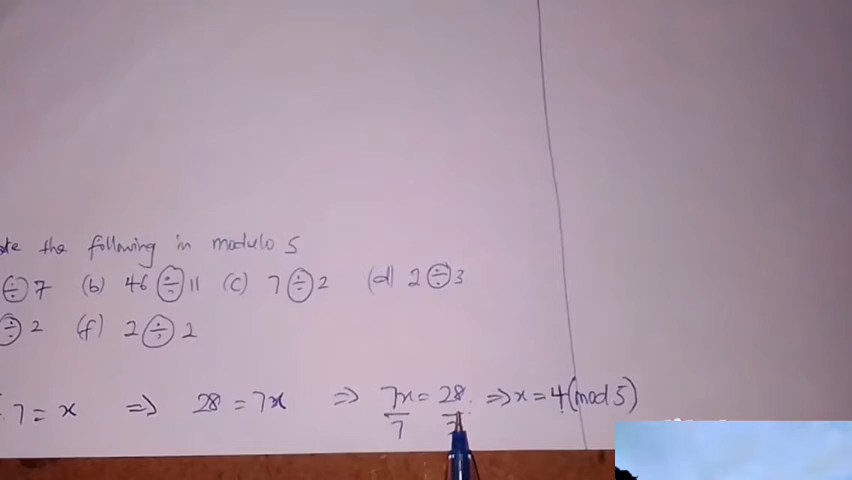 the following in modulo 5
÷ 7 (b) 46 ÷ 11 (c) 7 ÷ 2 (d) 2 ÷ 3
÷ 2 (f) 2 ÷ 2
7 = x ⇒ 28 = 7x ⇒ 7x/7 = 28/7 ⇒ x = 4 (mod 5)